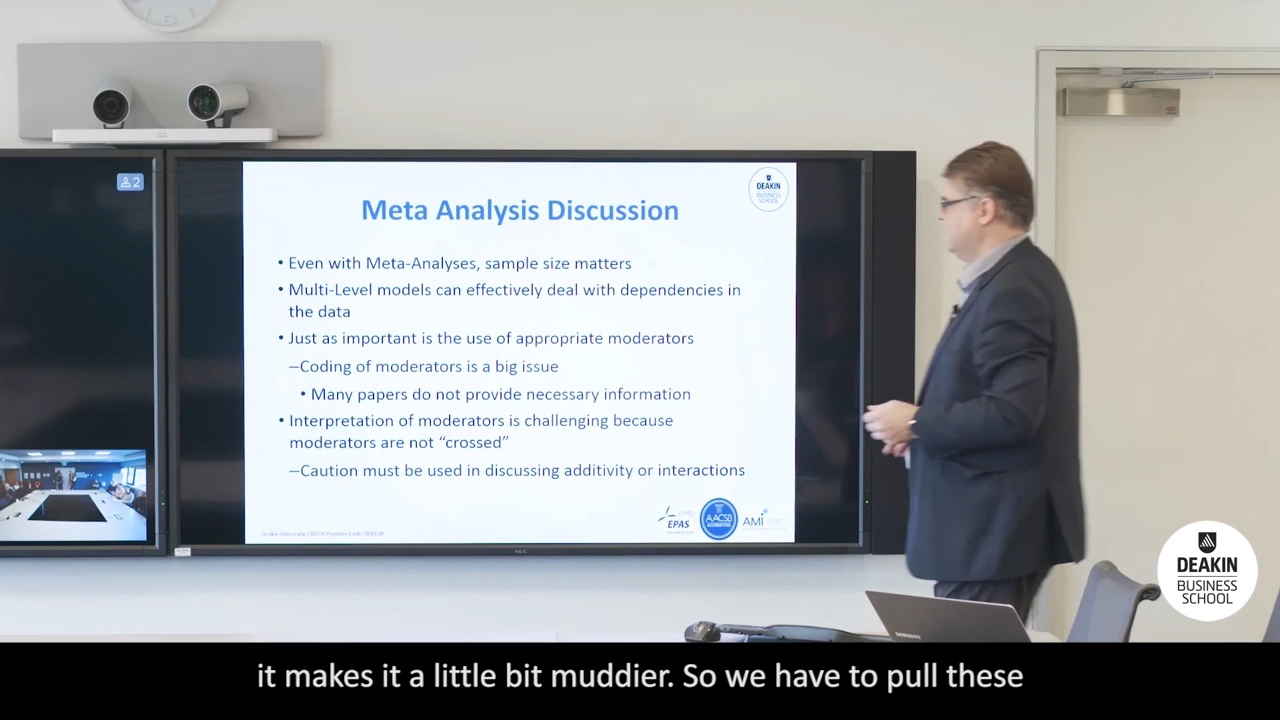 2
DEAKIN
BUSINESS
SCHOOL
Meta Analysis Discussion
• Even with Meta-Analyses, sample size matters
• Multi-Level models can effectively deal with dependencies in
the data
• Just as important is the use of appropriate moderators
–Coding of moderators is a big issue
• Many papers do not provide necessary information
• Interpretation of moderators is challenging because
moderators are not “crossed”
–Caution must be used in discussing additivity or interactions
EPAS
AACSB
ACCREDITED
AMI
NEC
SAMSUNG
DEAKIN
BUSINESS
SCHOOL
it makes it a little bit muddier. So we have to pull these